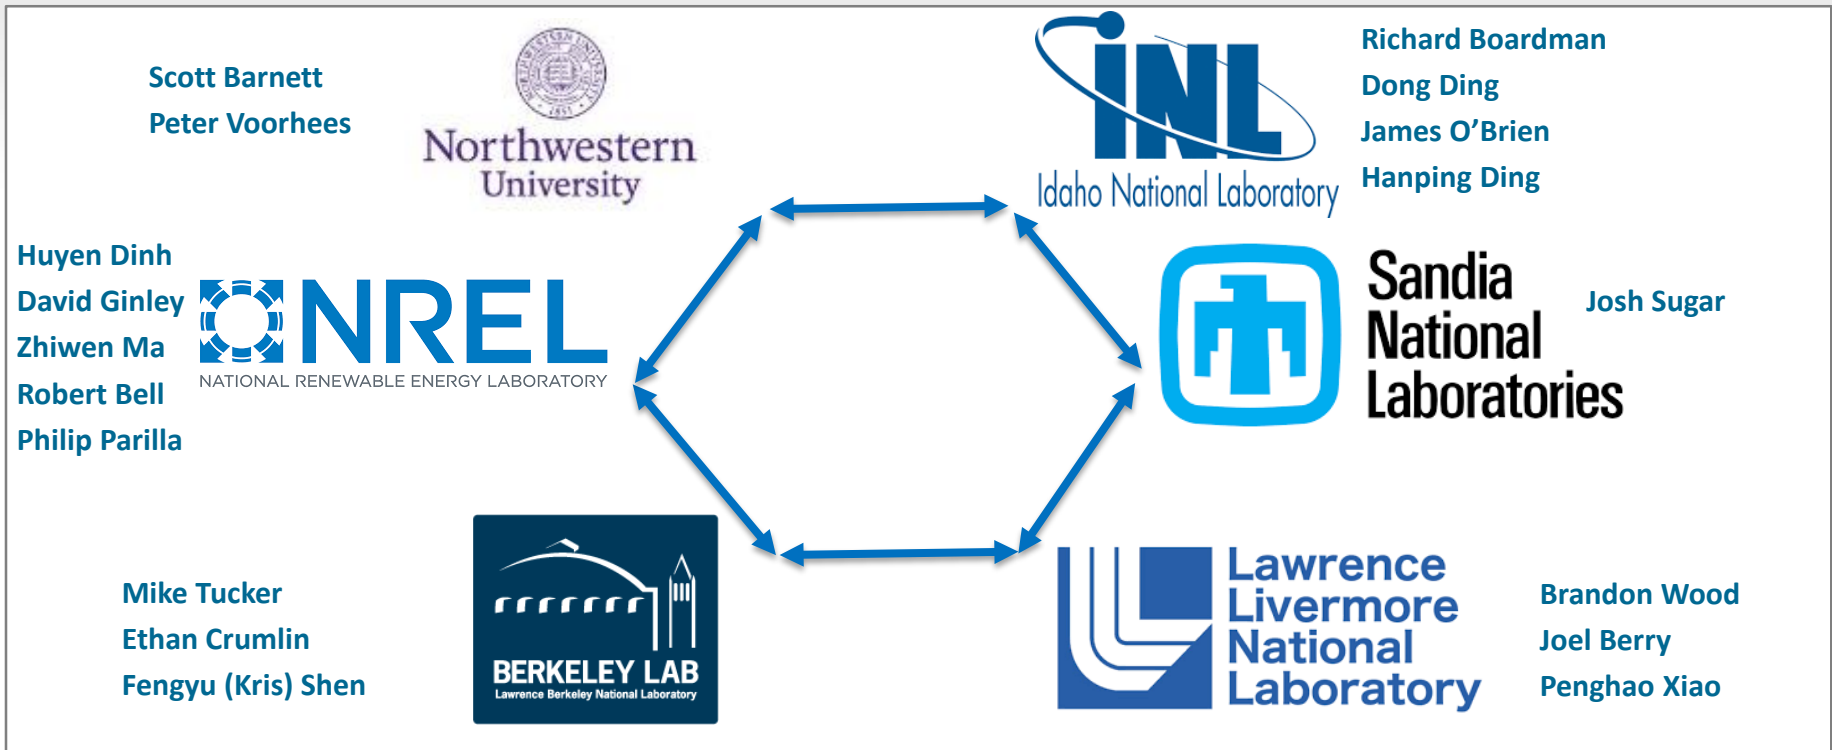 Scott Barnett
Peter Voorhees
Northwestern
University
INL
Idaho National Laboratory
Richard Boardman
Dong Ding
James O’Brien
Hanping Ding
Huyen Dinh
David Ginley
Zhiwen Ma
Robert Bell
Philip Parilla
NREL
NATIONAL RENEWABLE ENERGY LABORATORY
Sandia
National
Laboratories
Josh Sugar
Mike Tucker
Ethan Crumlin
Fengyu (Kris) Shen
BERKELEY LAB
Lawrence Berkeley National Laboratory
Lawrence
Livermore
National
Laboratory
Brandon Wood
Joel Berry
Penghao Xiao